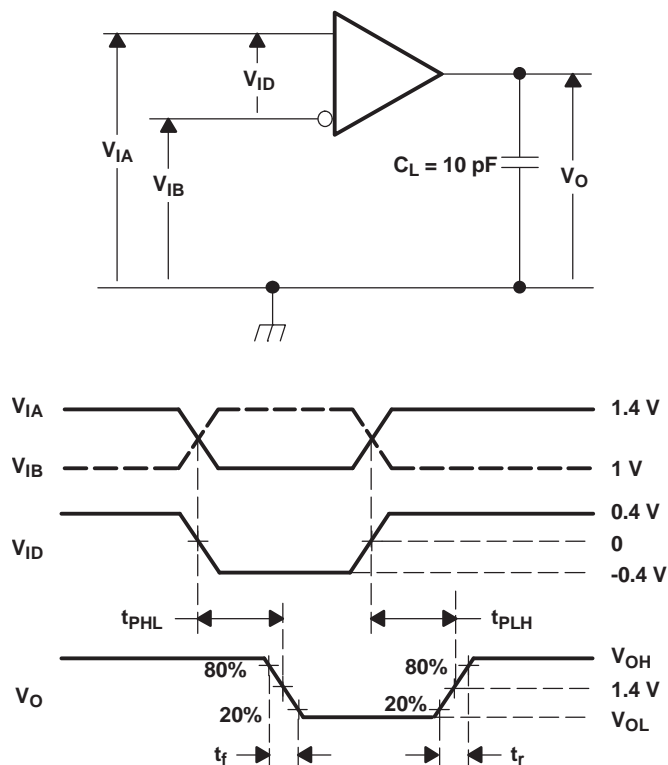 V_ID
V_IA
V_IB
C_L = 10 pF
V_O
V_IA
1.4 V
V_IB
1 V
0.4 V
V_ID
0
-0.4 V
t_PHL
t_PLH
V_OH
80%
80%
1.4 V
V_O
20%
20%
V_OL
t_f
t_r